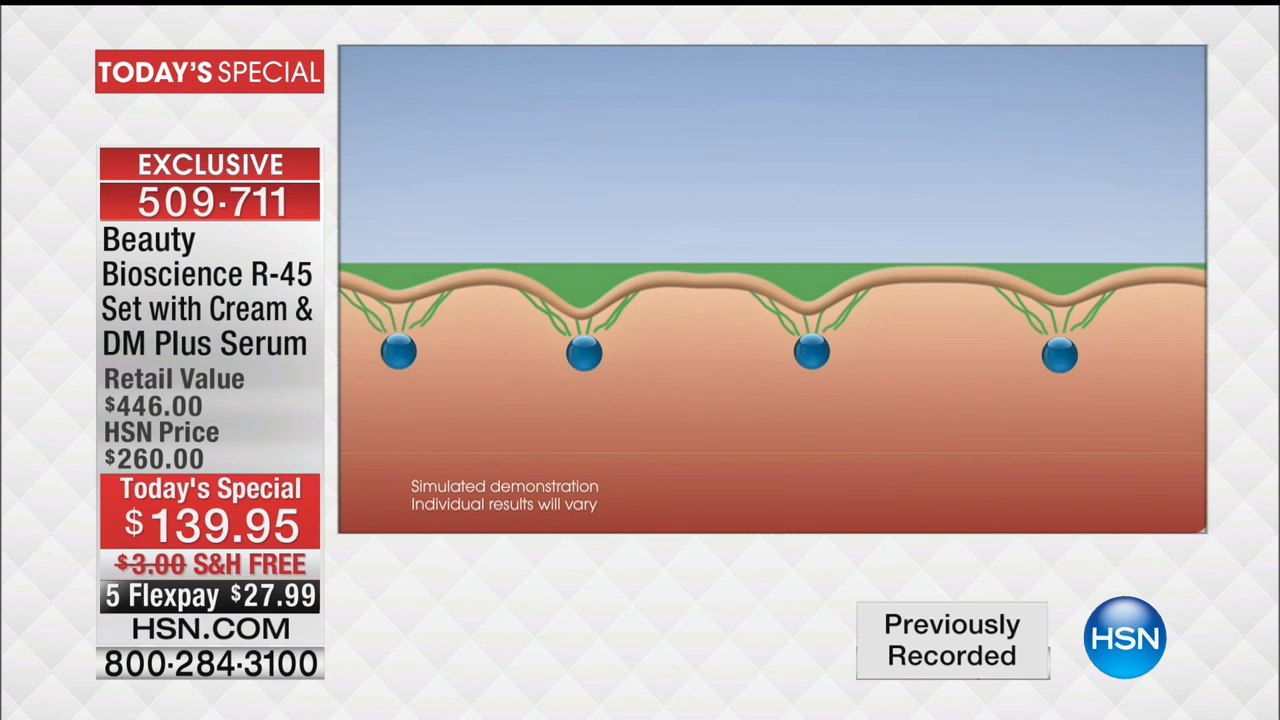 TODAY'S SPECIAL
EXCLUSIVE
509·711
Beauty
Bioscience R-45
Set with Cream &
DM Plus Serum
Retail Value
$446.00
HSN Price
$260.00
Today's Special
$139.95
$3.00 S&H FREE
5 Flexpay $27.99
HSN.COM
800·284·3100
Simulated demonstration
Individual results will vary
Previously
Recorded
HSN